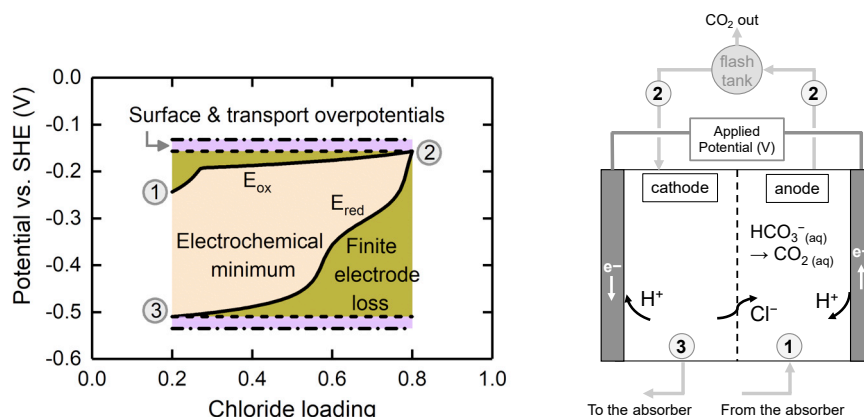 0.0
-0.1
-0.2
-0.3
-0.4
-0.5
-0.6
Potential vs. SHE (V)
Surface & transport overpotentials
1
2
3
E_ox
E_red
Electrochemical
minimum
Finite
electrode
loss
0.0 0.2 0.4 0.6 0.8 1.0
Chloride loading
CO₂ out
flash
tank
2 2
Applied
Potential (V)
cathode anode
HCO₃⁻(aq)
→ CO₂ (aq)
e− e−
H⁺ Cl⁻ H⁺
3 1
To the absorber From the absorber